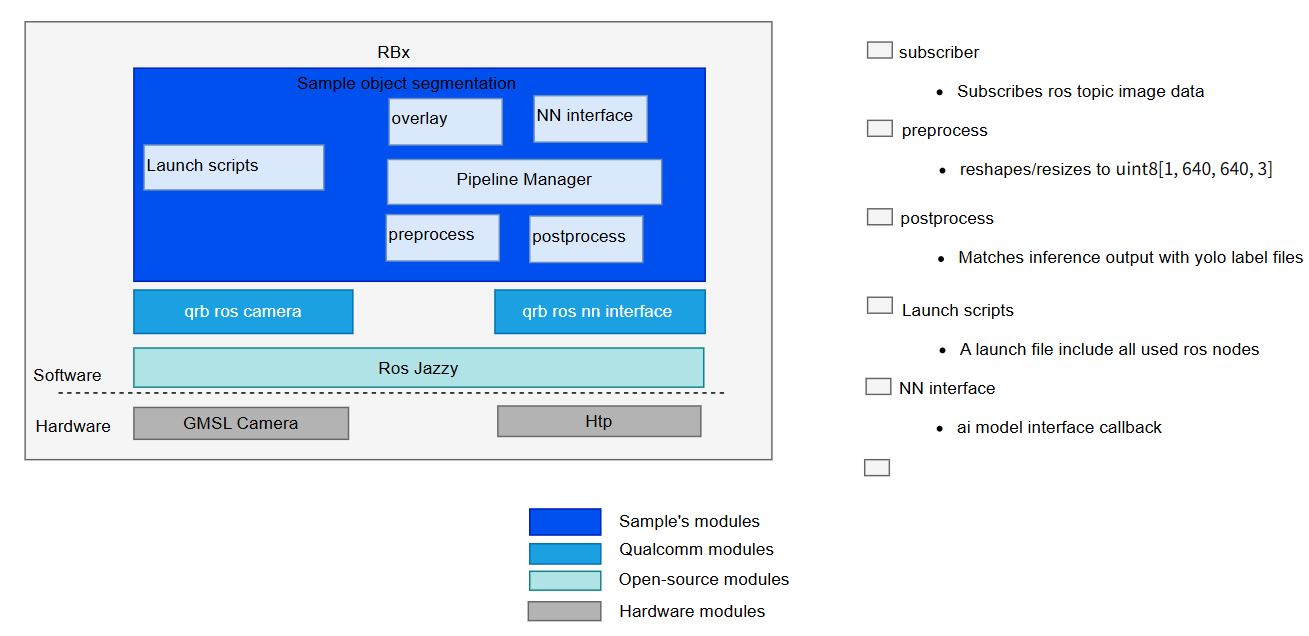 RBx
Sample object segmentation
overlay
NN interface
Launch scripts
Pipeline Manager
preprocess
postprocess
qrb ros camera
qrb ros nn interface
Ros Jazzy
Software
Hardware
GMSL Camera
Htp
subscriber
• Subscribes ros topic image data
preprocess
• reshapes/resizes to uint8[1, 640, 640, 3]
postprocess
• Matches inference output with yolo label files
Launch scripts
• A launch file include all used ros nodes
NN interface
• ai model interface callback
Sample's modules
Qualcomm modules
Open-source modules
Hardware modules